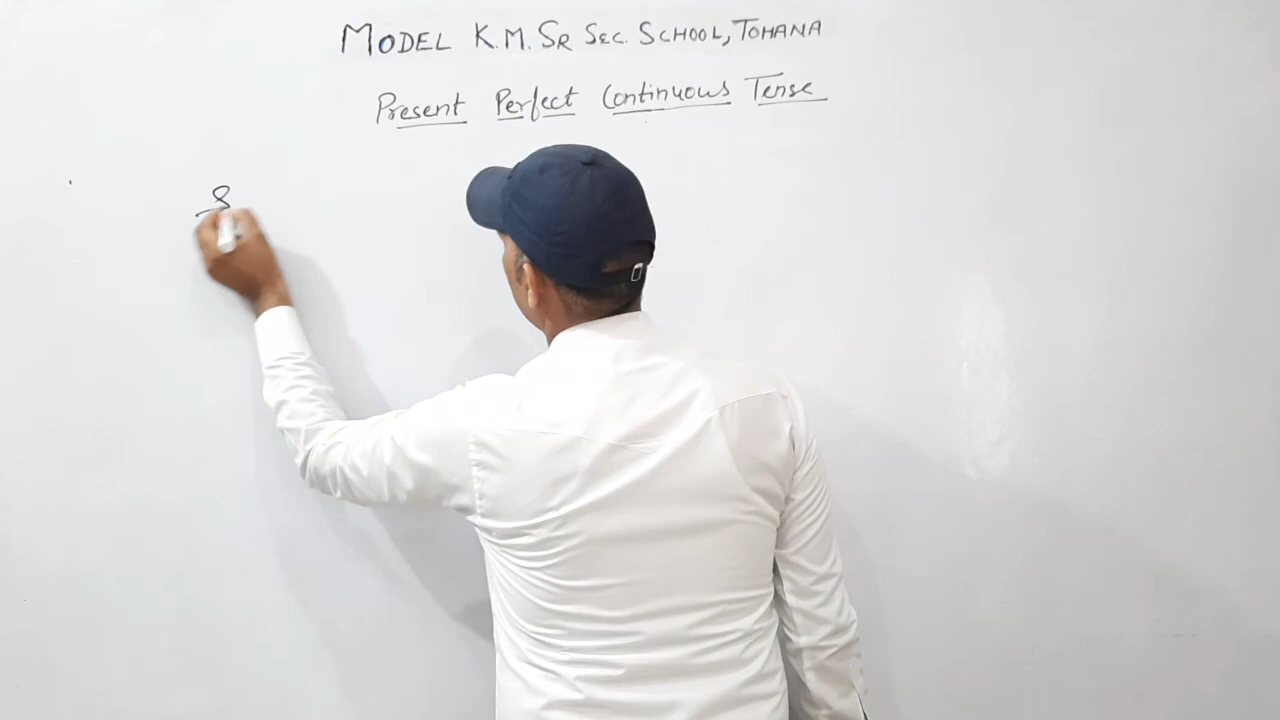 MODEL K.M. SR SEC. SCHOOL, TOHANA
Present Perfect Continuous Tense